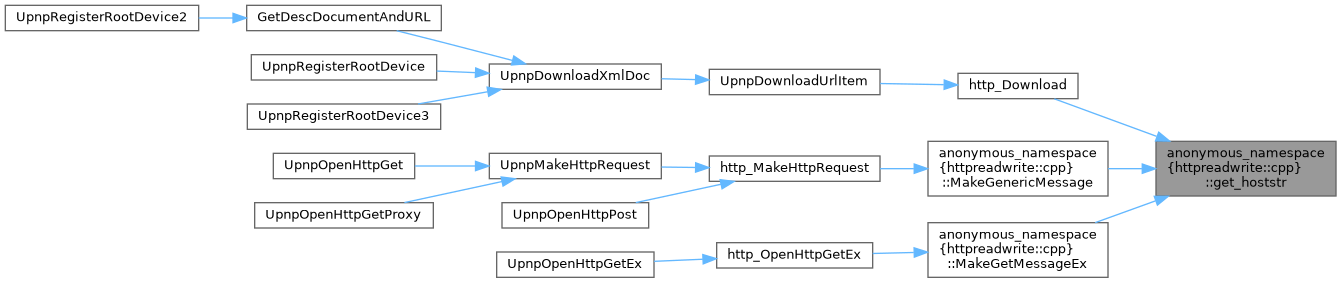 UpnpRegisterRootDevice2
GetDescDocumentAndURL
UpnpRegisterRootDevice
UpnpRegisterRootDevice3
UpnpDownloadXmlDoc
UpnpDownloadUrlItem
http_Download
UpnpOpenHttpGet
UpnpOpenHttpGetProxy
UpnpMakeHttpRequest
UpnpOpenHttpPost
http_MakeHttpRequest
anonymous_namespace
{httpreadwrite::cpp}
::MakeGenericMessage
anonymous_namespace
{httpreadwrite::cpp}
::get_hoststr
UpnpOpenHttpGetEx
http_OpenHttpGetEx
anonymous_namespace
{httpreadwrite::cpp}
::MakeGetMessageEx